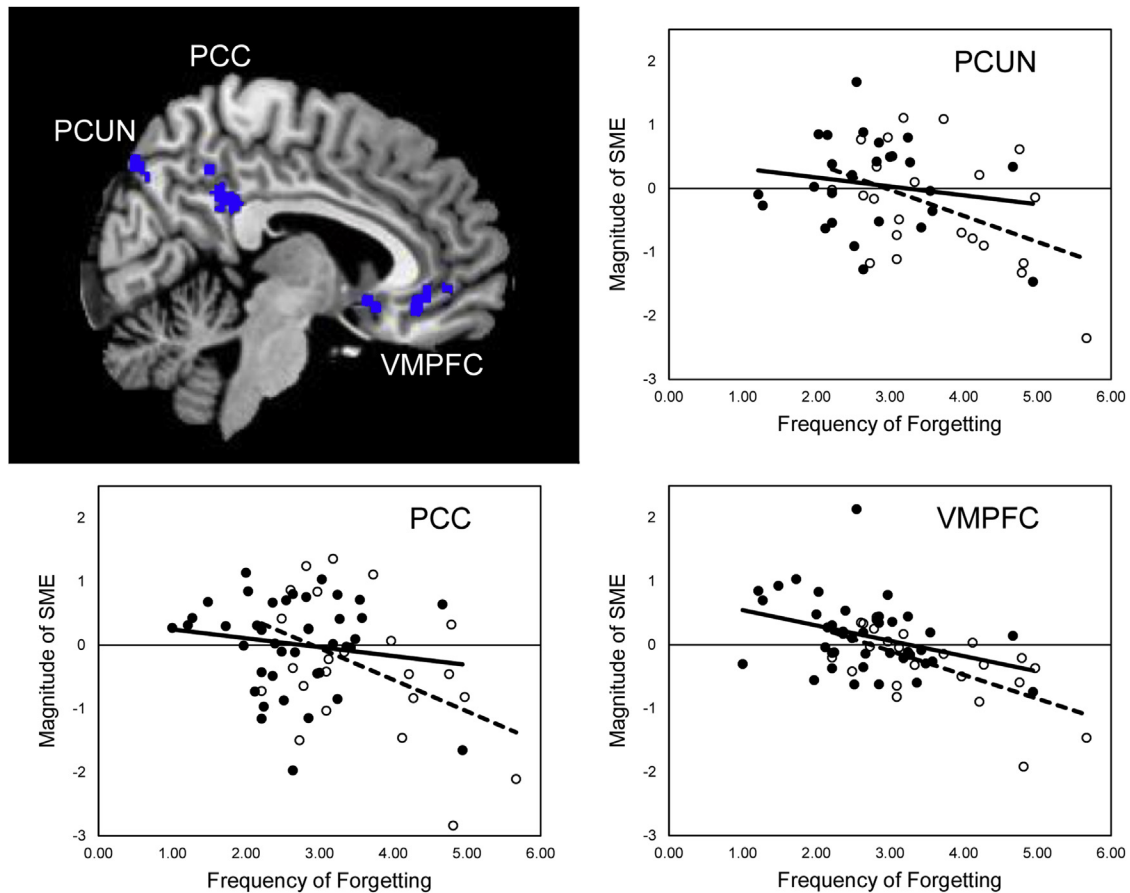 PCC
PCUN
VMPFC
PCUN
Magnitude of SME
2
1
0
-1
-2
-3
0.00 1.00 2.00 3.00 4.00 5.00 6.00
Frequency of Forgetting
PCC
Magnitude of SME
2
1
0
-1
-2
-3
0.00 1.00 2.00 3.00 4.00 5.00 6.00
Frequency of Forgetting
VMPFC
Magnitude of SME
2
1
0
-1
-2
-3
0.00 1.00 2.00 3.00 4.00 5.00 6.00
Frequency of Forgetting